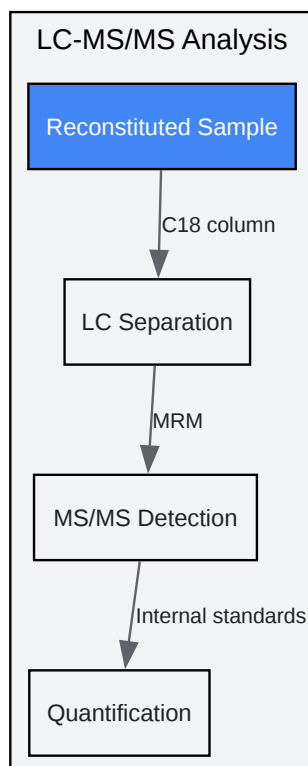 LC-MS/MS Analysis
Reconstituted Sample
C18 column
LC Separation
MRM
MS/MS Detection
Internal standards
Quantification